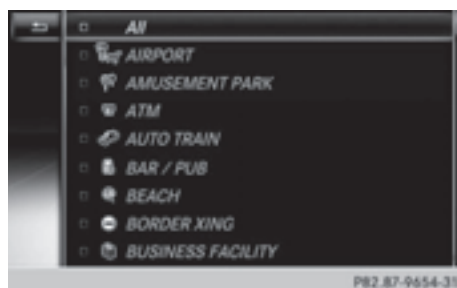 All
AIRPORT
AMUSEMENT PARK
ATM
AUTO TRAIN
BAR / PUB
BEACH
BORDER XING
BUSINESS FACILITY
P82.87-9654-31